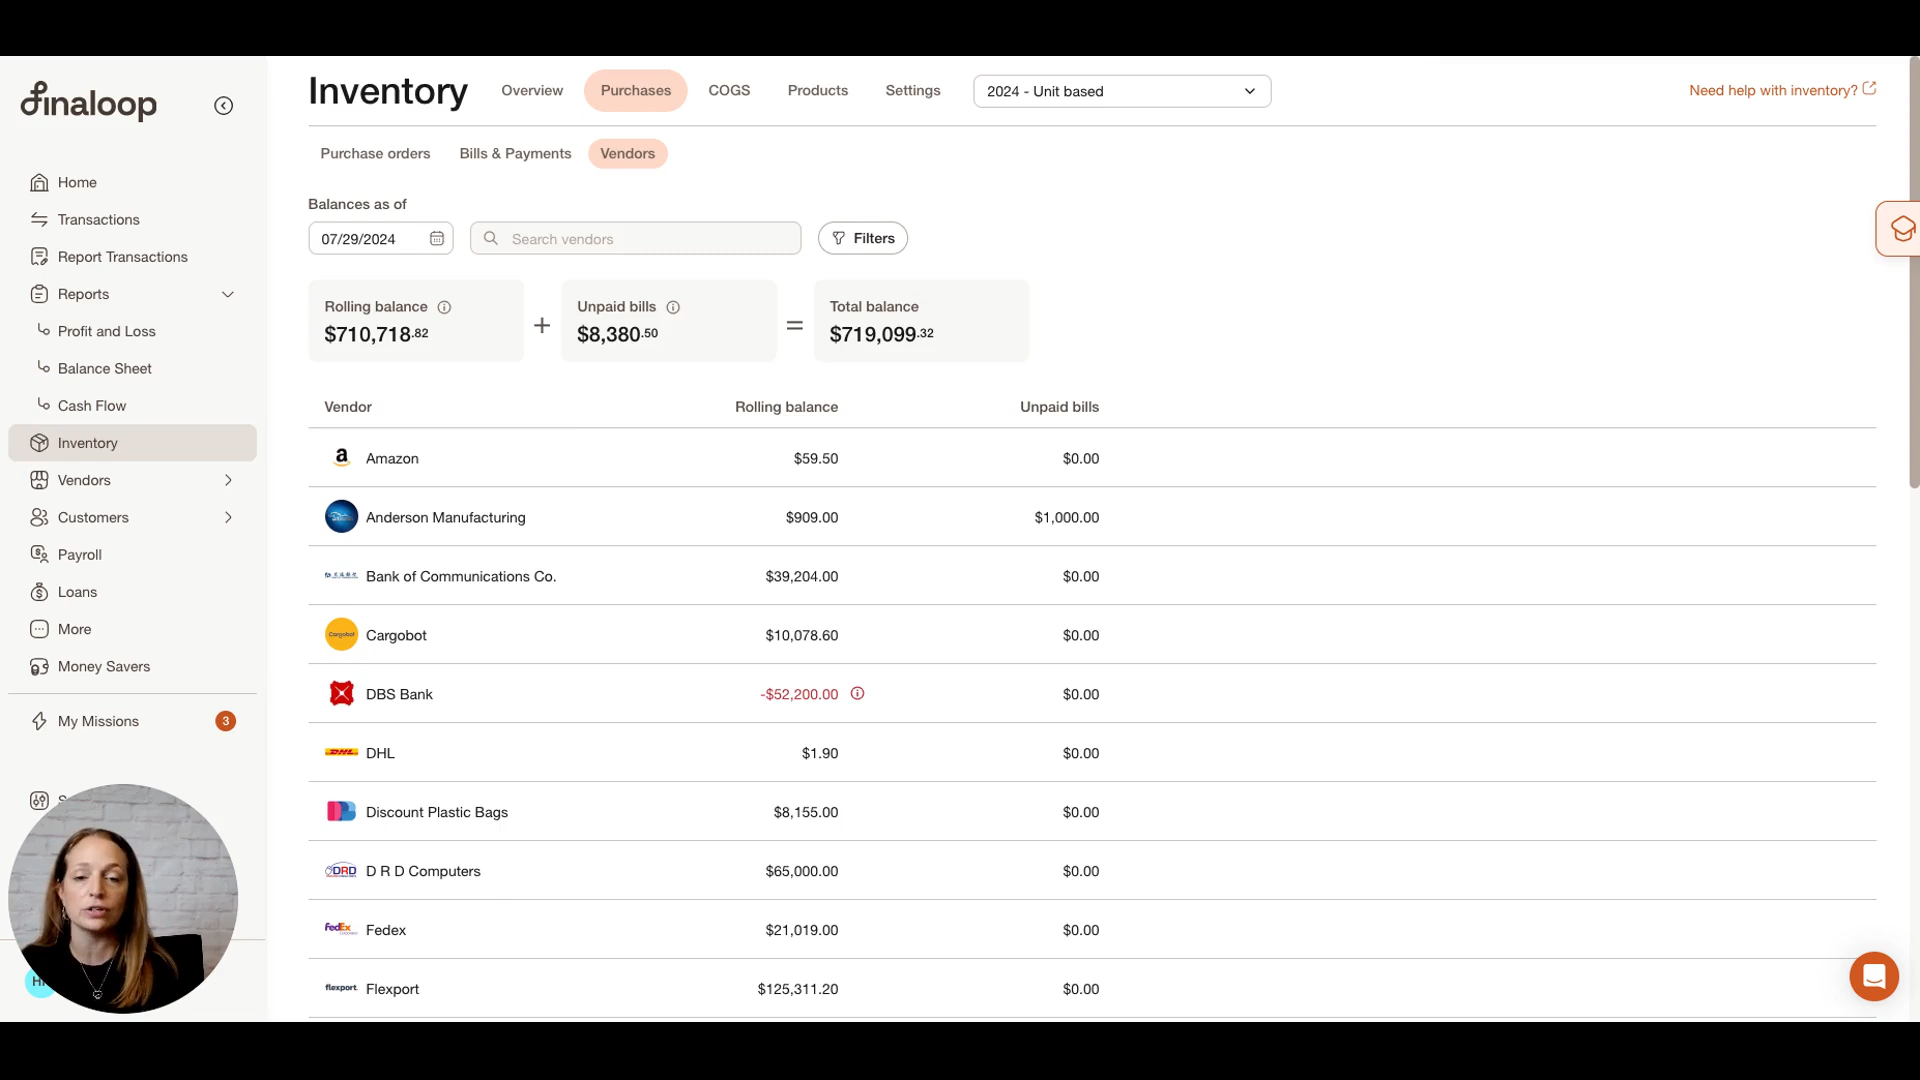 finaloop
Home
Transactions
Report Transactions
Reports
Profit and Loss
Balance Sheet
Cash Flow
Inventory
Vendors
Customers
Payroll
Loans
More
Money Savers
My Missions
3
Inventory
Overview
Purchases
COGS
Products
Settings
2024 - Unit based
Need help with inventory?
Purchase orders
Bills & Payments
Vendors
Balances as of
07/29/2024
Search vendors
Filters
Rolling balance
$710,718.82
+
Unpaid bills
$8,380.50
=
Total balance
$719,099.32
Vendor Rolling balance Unpaid bills
Amazon $59.50 $0.00
Anderson Manufacturing $909.00 $1,000.00
Bank of Communications Co. $39,204.00 $0.00
Cargobot Cargobot $10,078.60 $0.00
DBS Bank -$52,200.00 $0.00
DHL DHL $1.90 $0.00
Discount Plastic Bags $8,155.00 $0.00
DRD D R D Computers $65,000.00 $0.00
FedEx Fedex $21,019.00 $0.00
flexport. Flexport $125,311.20 $0.00